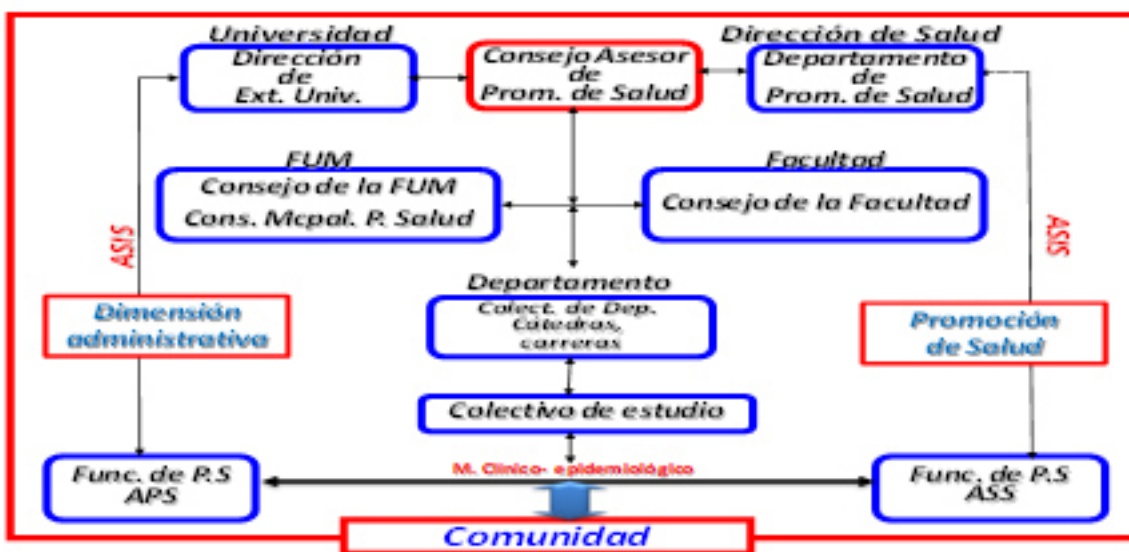 Universidad
Dirección
de
Ext. Univ.
Consejo Asesor
de
Prom. de Salud
Dirección de Salud
Departamento
de
Prom. de Salud
FUM
Consejo de la FUM
Cons. Mcpal. P. Salud
Facultad
Consejo de la Facultad
ASIS
ASIS
Departamento
Colect. de Dep.
Cátedras,
carreras
Dimensión
administrativa
Promoción
de Salud
Colectivo de estudio
M. Clínico- epidemiológico
Func. de P.S
APS
Func. de P.S
ASS
Comunidad